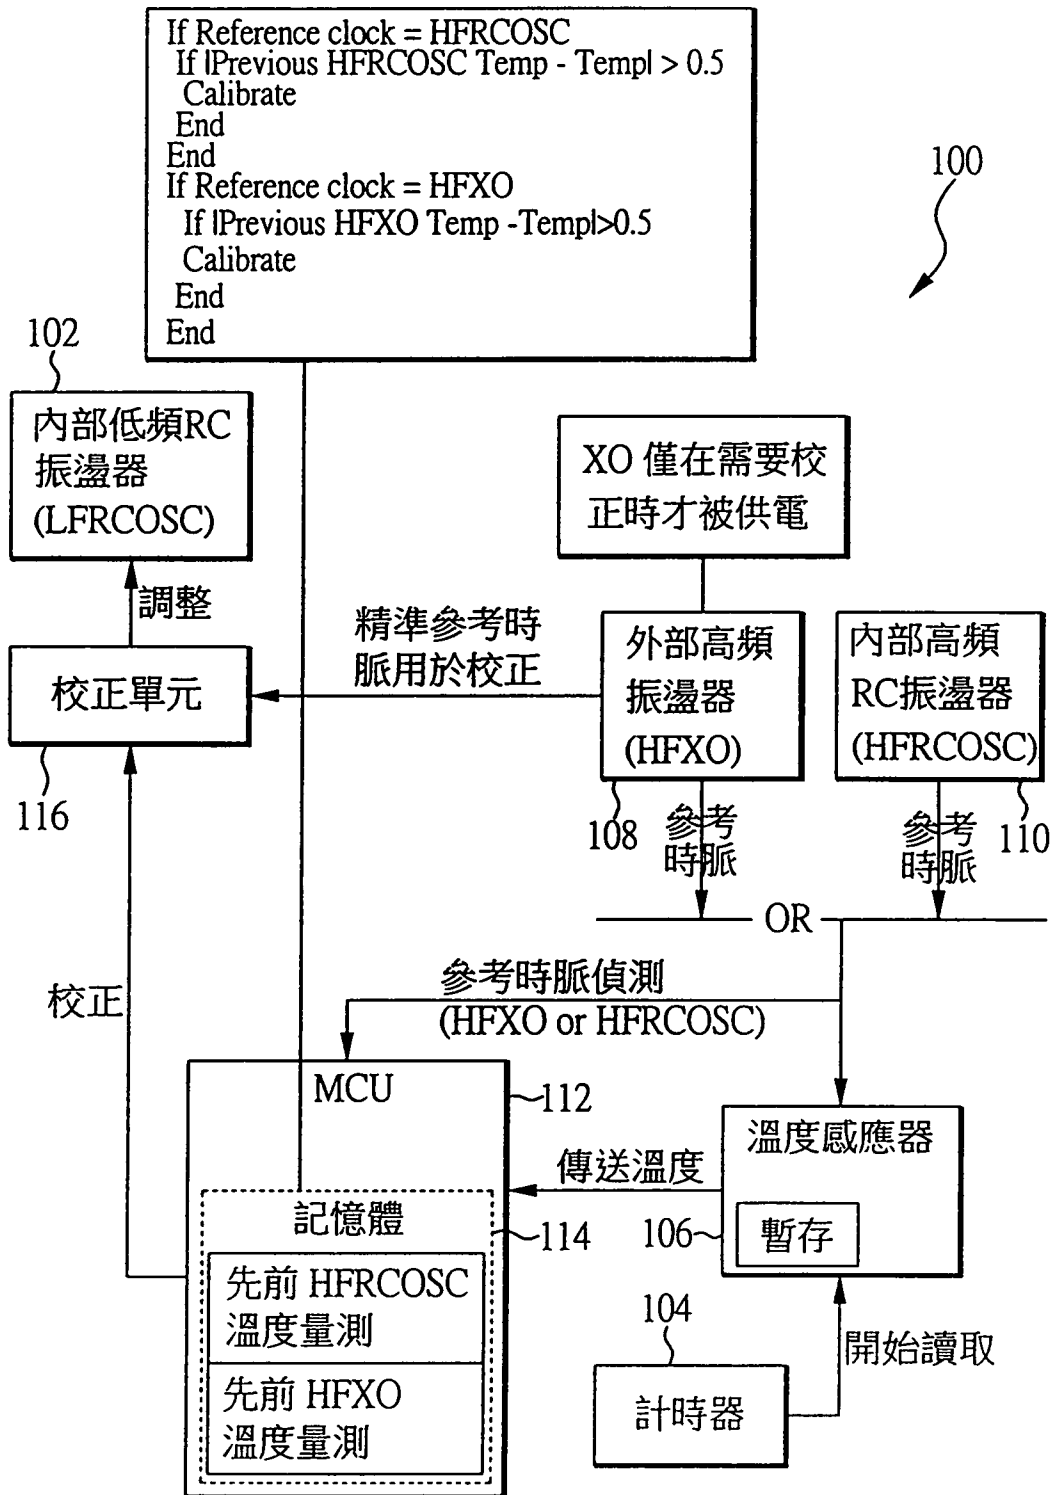 If Reference clock = HFRCOSC
If |Previous HFRCOSC Temp - Temp| > 0.5
Calibrate
End
End
If Reference clock = HFXO
If |Previous HFXO Temp -Temp|>0.5
Calibrate
End
End
100
102
內部低頻RC
振盪器
(LFRCOSC)
XO 僅在需要校
正時才被供電
調整
精準參考時
脈用於校正
外部高頻
振盪器
(HFXO)
內部高頻
RC振盪器
(HFRCOSC)
校正單元
116
108
參考
時脈
參考
時脈
110
OR
校正
參考時脈偵測
(HFXO or HFRCOSC)
MCU
112
溫度感應器
傳送溫度
記憶體
114
106
暫存
先前 HFRCOSC
溫度量測
104
開始讀取
先前 HFXO
溫度量測
計時器